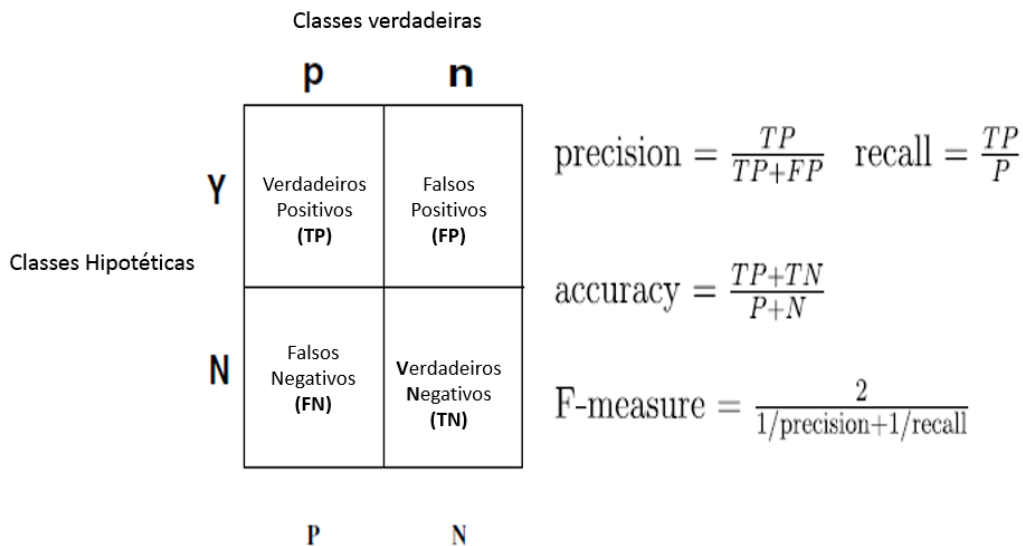 Classes verdadeiras
p n
Y
Verdadeiros
Positivos
(TP)
Falsos
Positivos
(FP)
Classes Hipotéticas
N
Falsos
Negativos
(FN)
Verdadeiros
Negativos
(TN)
P N
precision = TP/TP+FP recall = TP/P
accuracy = TP+TN/P+N
F-measure = 2/1/precision+1/recall